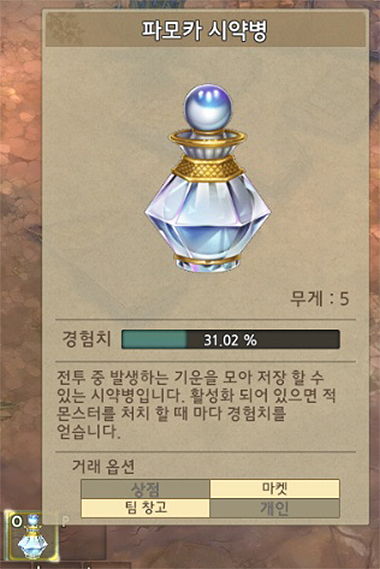 파모카 시약병
무게 : 5
경험치 31.02 %
전투 중 발생하는 기운을 모아 저장 할 수
있는 시약병입니다. 활성화 되어 있으면 적
몬스터를 처치 할 때 마다 경험치를
얻습니다.
거래 옵션
상점 마켓
팀 창고 개인
O P